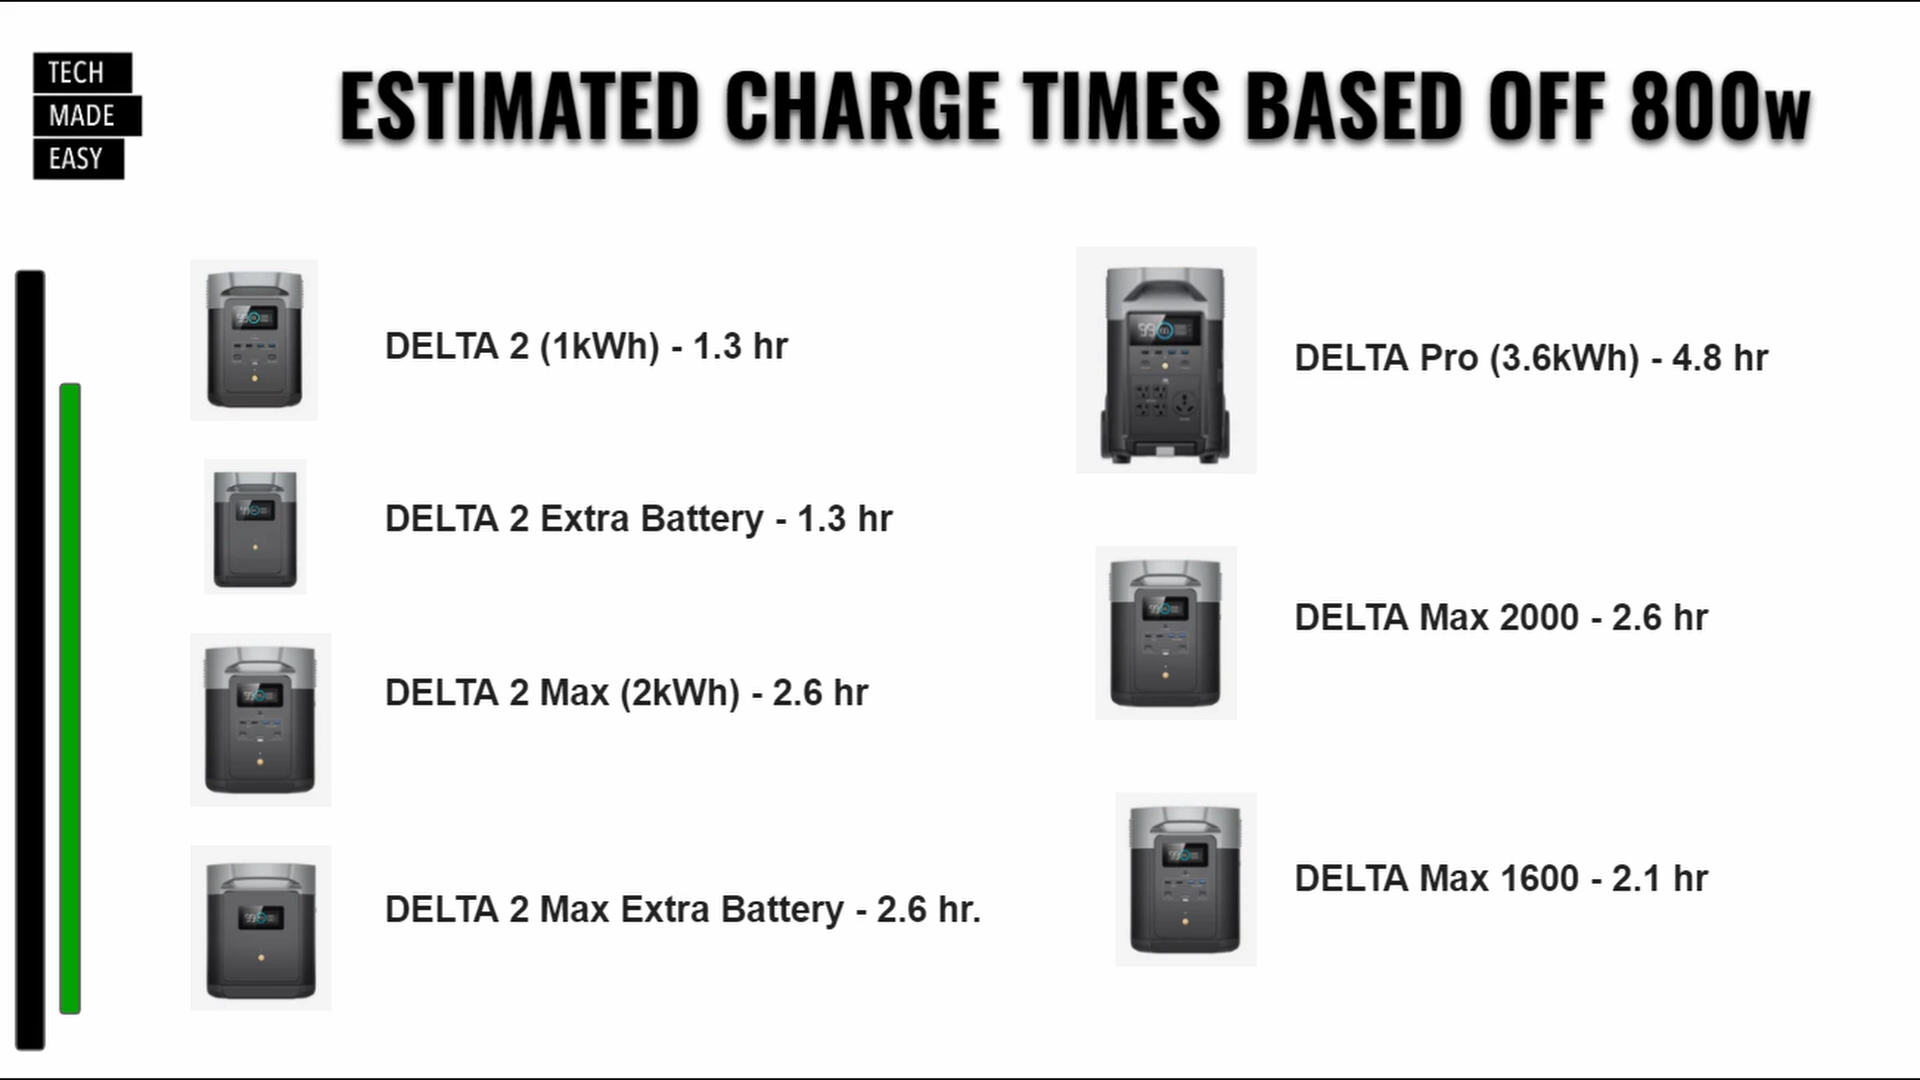 TECH
MADE
EASY
ESTIMATED CHARGE TIMES BASED OFF 800w
DELTA 2 (1kWh) - 1.3 hr
DELTA 2 Extra Battery - 1.3 hr
DELTA 2 Max (2kWh) - 2.6 hr
DELTA 2 Max Extra Battery - 2.6 hr.
DELTA Pro (3.6kWh) - 4.8 hr
DELTA Max 2000 - 2.6 hr
DELTA Max 1600 - 2.1 hr